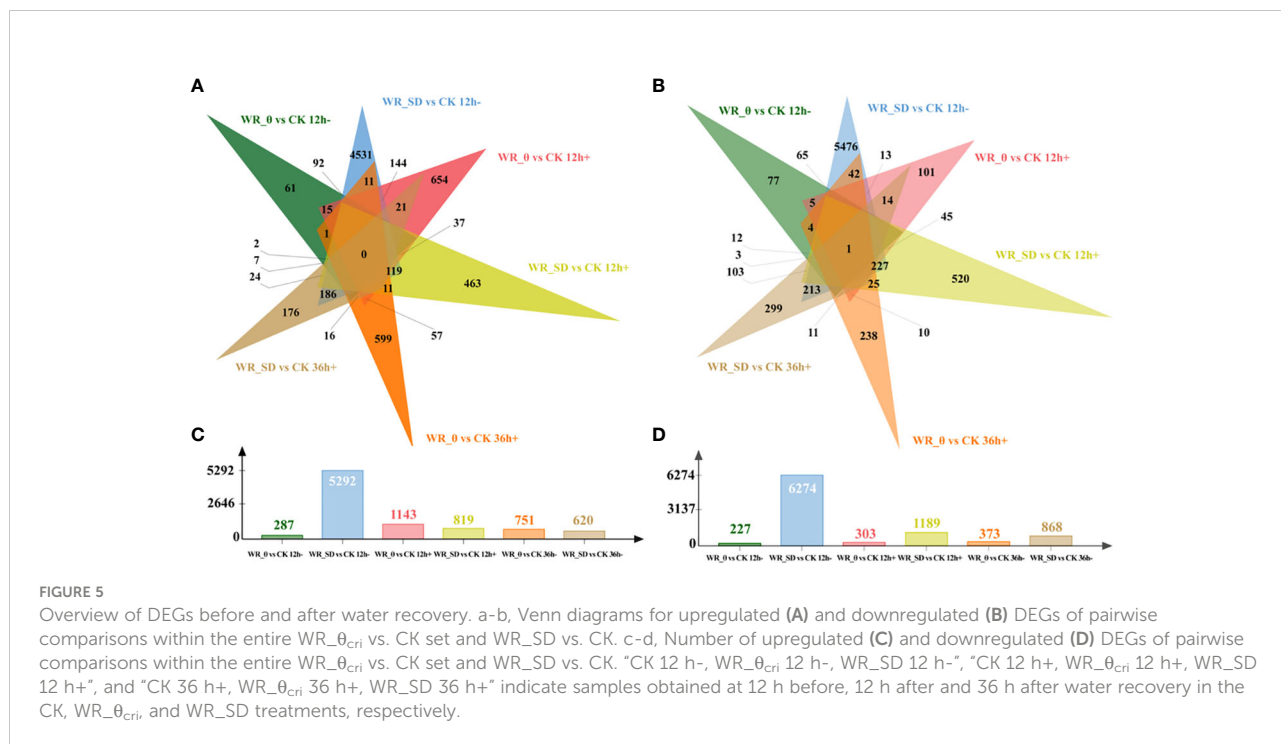 A
B
WR_SD vs CK 12h-
WR_SD vs CK 12h-
WR_θ vs CK 12h-
WR_θ vs CK 12h-
WR_θ vs CK 12h+
WR_θ vs CK 12h+
92
4531
144
11
654
61
15
21
37
1
2
0
7
119
24
463
186
11
176
16
599
57
WR_SD vs CK 12h+
WR_SD vs CK 36h+
WR_θ vs CK 36h+
65
5476
13
42
101
77
5
14
45
4
12
1
3
227
103
520
213
25
299
11
238
10
WR_SD vs CK 12h+
WR_SD vs CK 36h+
WR_θ vs CK 36h+
C
5292
2646
0
287
5292
1143
819
751
620
WR_θ vs CK 12h- WR_SD vs CK 12h- WR_θ vs CK 12h+ WR_SD vs CK 12h+ WR_θ vs CK 36h- WR_SD vs CK 36h-
D
6274
3137
0
227
6274
303
1189
373
868
WR_θ vs CK 12h- WR_SD vs CK 12h- WR_θ vs CK 12h+ WR_SD vs CK 12h+ WR_θ vs CK 36h- WR_SD vs CK 36h-
FIGURE 5
Overview of DEGs before and after water recovery. a-b, Venn diagrams for upregulated (A) and downregulated (B) DEGs of pairwise
comparisons within the entire WR_θcri vs. CK set and WR_SD vs. CK. c-d, Number of upregulated (C) and downregulated (D) DEGs of pairwise
comparisons within the entire WR_θcri vs. CK set and WR_SD vs. CK. "CK 12 h-, WR_θcri 12 h-, WR_SD 12 h-", "CK 12 h+, WR_θcri 12 h+, WR_SD
12 h+", and "CK 36 h+, WR_θcri 36 h+, WR_SD 36 h+" indicate samples obtained at 12 h before, 12 h after and 36 h after water recovery in the
CK, WR_θcri, and WR_SD treatments, respectively.